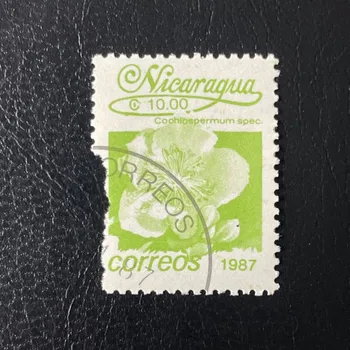 Nicaragua
₡ 10.00
Cochlospermum spec.
CORREOS
correos 1987